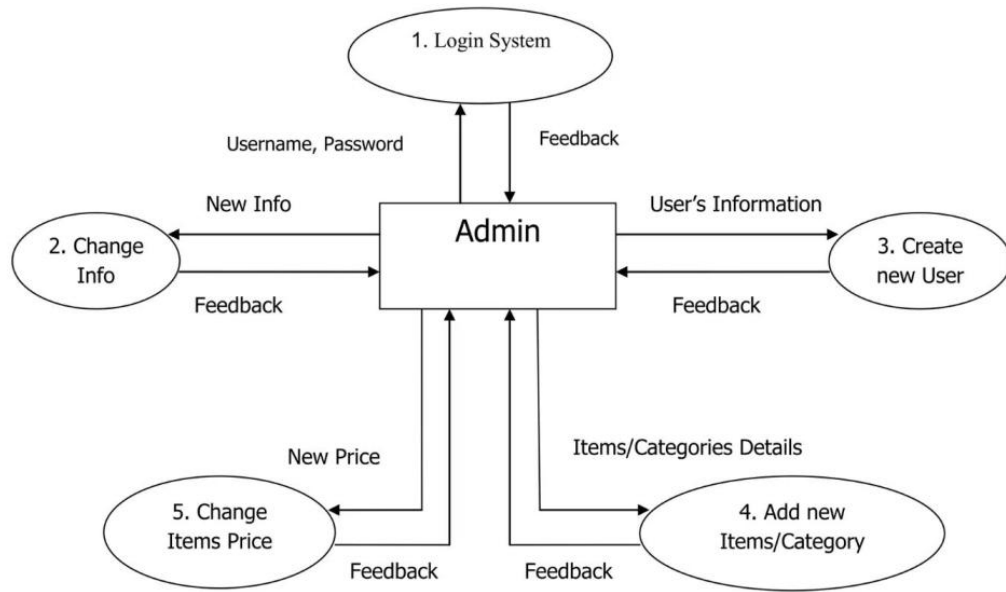 1. Login System
Username, Password
Feedback
New Info
Admin
User's Information
2. Change
Info
3. Create
new User
Feedback
Feedback
New Price
Items/Categories Details
5. Change
Items Price
4. Add new
Items/Category
Feedback
Feedback